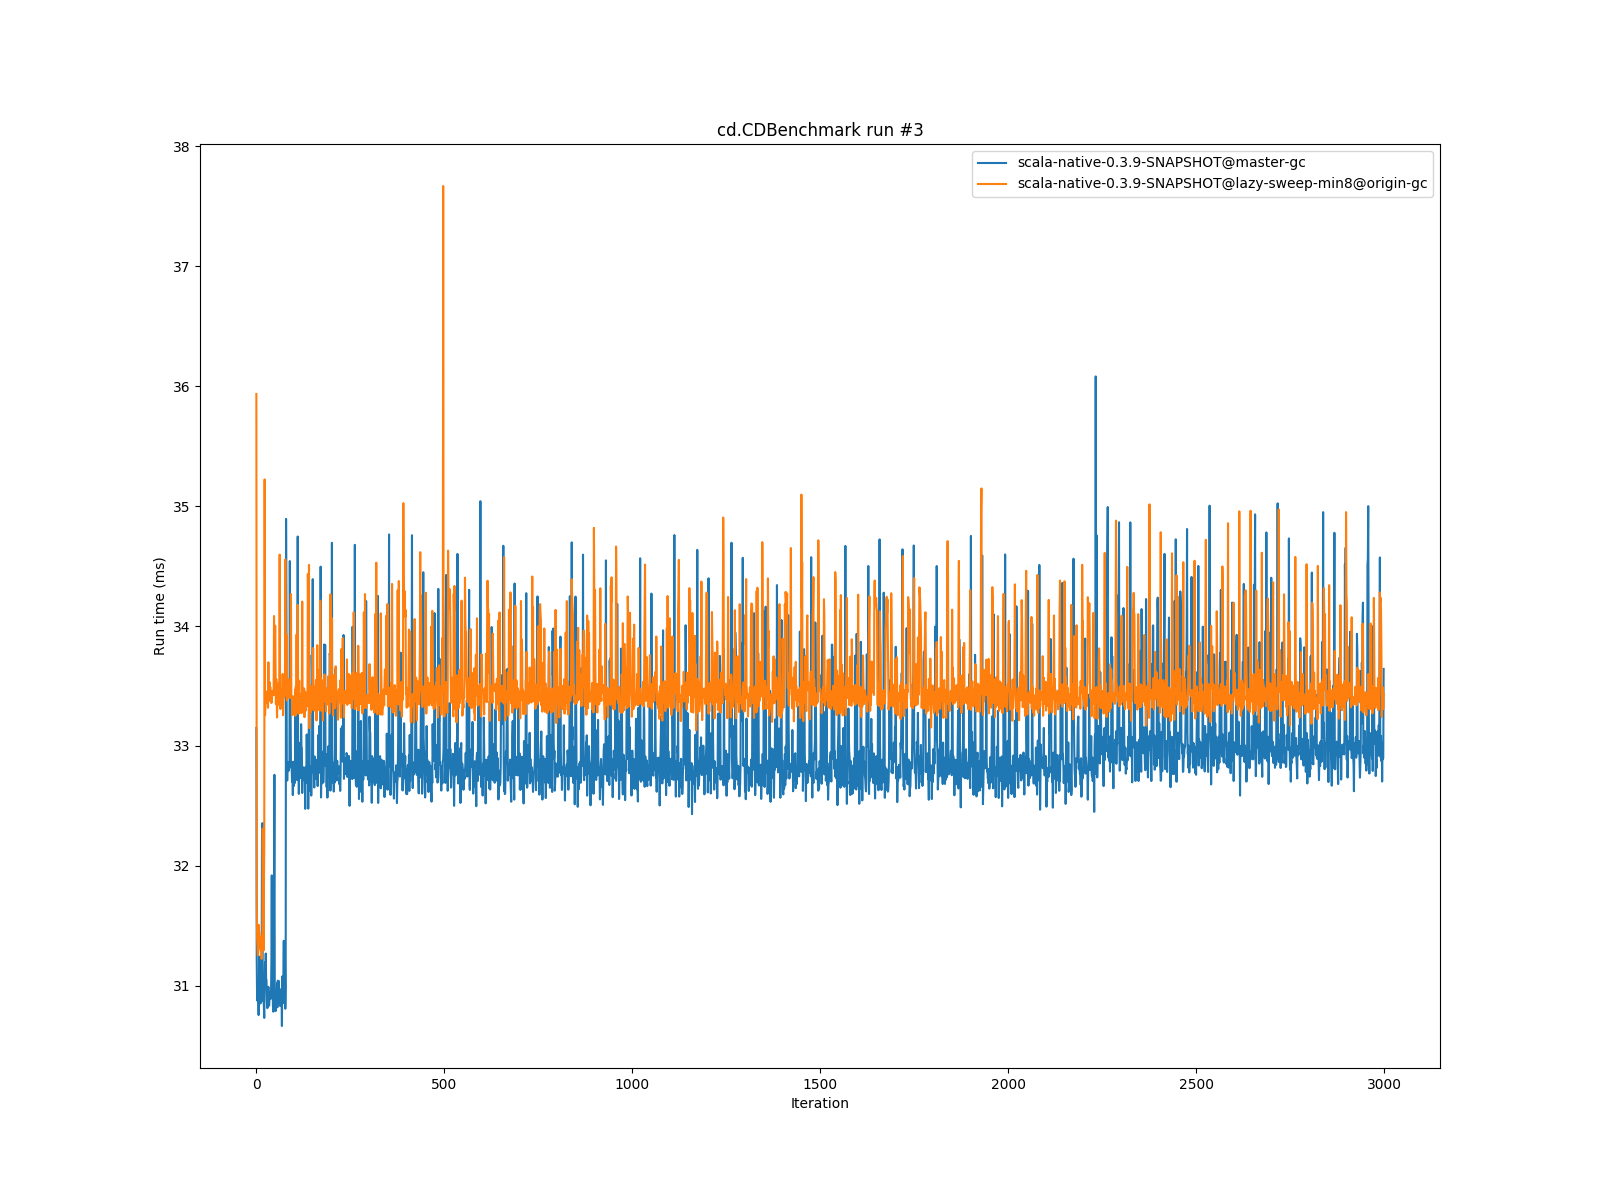 cd.CDBenchmark run #3
scala-native-0.3.9-SNAPSHOT@master-gc
scala-native-0.3.9-SNAPSHOT@lazy-sweep-min8@origin-gc
38
37
36
35
34
33
32
31
Run time (ms)
0 500 1000 1500 2000 2500 3000
Iteration